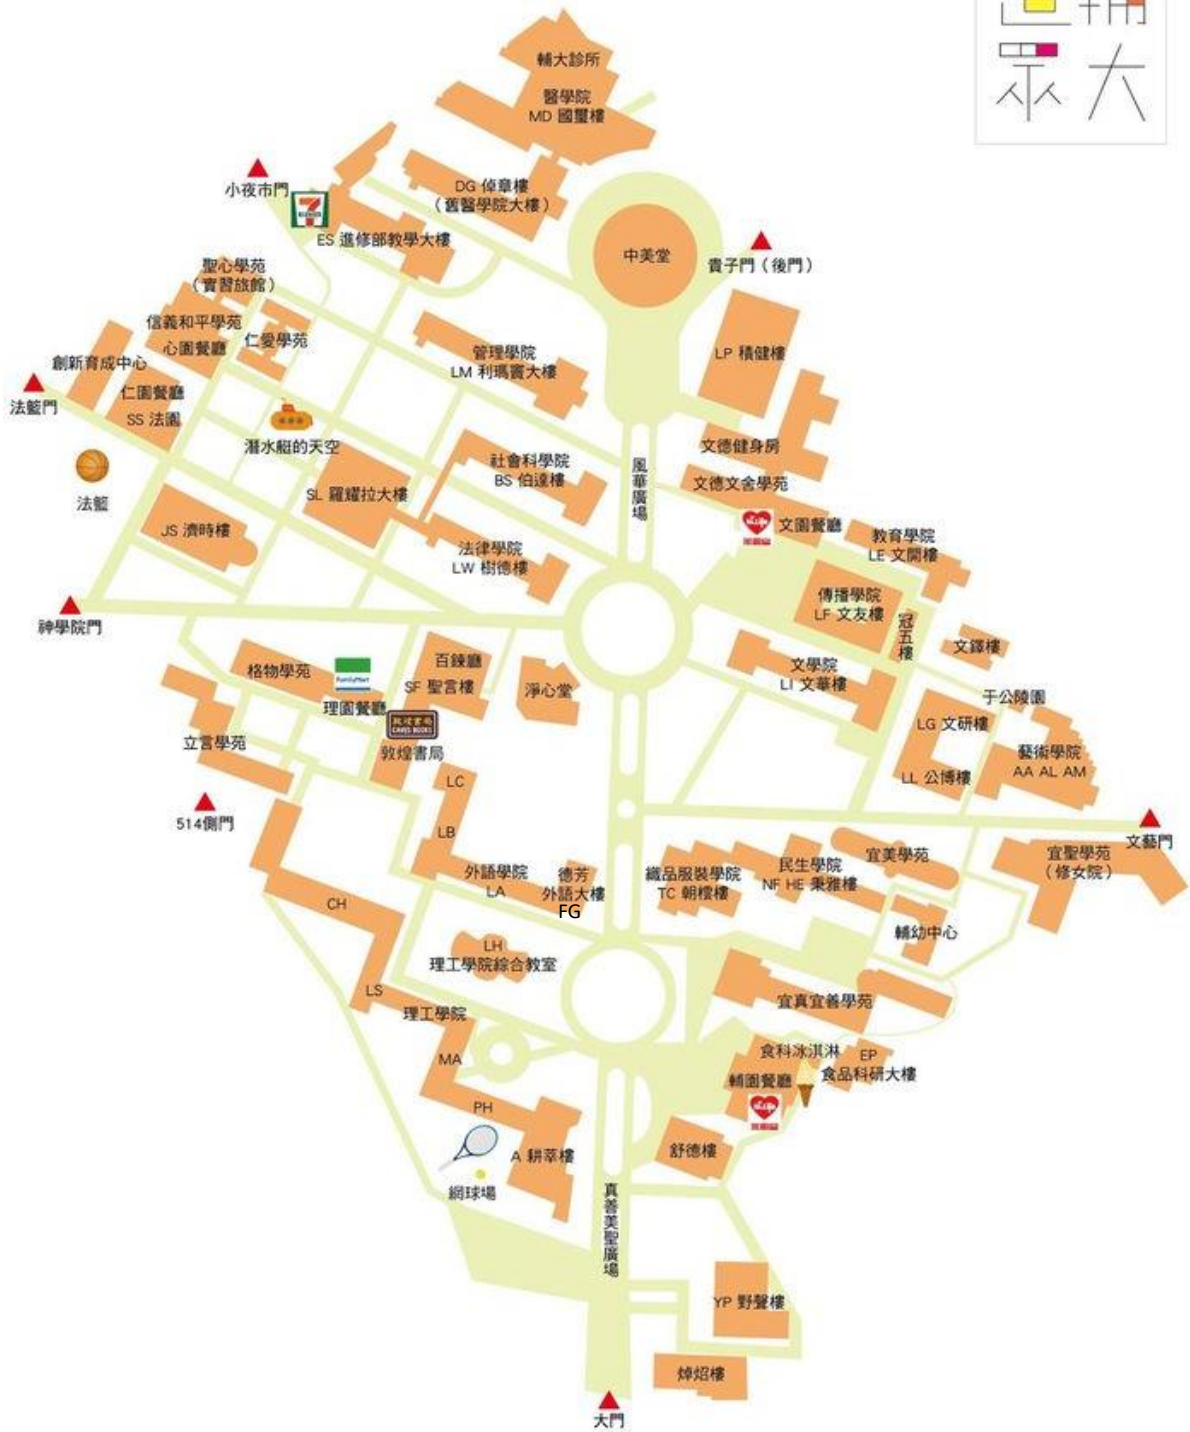 眾大
輔大診所
醫學院
MD 國璽樓
小夜市門
DG 倬章樓
（舊醫學院大樓）
ES 進修部教學大樓
中美堂
貴子門（後門）
聖心學苑
（實習旅館）
信義和平學苑
心園餐廳
仁愛學苑
創新育成中心
仁園餐廳
SS 法園
法籃門
管理學院
LM 利瑪竇大樓
LP 積健樓
潛水艇的天空
法籃
SL 羅耀拉大樓
社會科學院
BS 伯達樓
風華廣場
文德健身房
文德文舍學苑
文園餐廳
JS 濟時樓
法律學院
LW 樹德樓
教育學院
LE 文開樓
傳播學院
LF 文友樓
冠五樓
神學院門
格物學苑
FamilyMart
理園餐廳
百鍊廳
SF 聖言樓
淨心堂
文學院
LI 文華樓
文鐸樓
于公陵園
敦煌書局
CAVES BOOKS
敦煌書局
立言學苑
LG 文研樓
LL 公博樓
藝術學院
AA AL AM
514側門
LC
LB
文藝門
外語學院
LA
德芳
外語大樓
FG
織品服裝學院
TC 朝橒樓
民生學院
NF HE 秉雅樓
宜美學苑
宜聖學苑
（修女院）
CH
輔幼中心
LH
理工學院綜合教室
LS
理工學院
宜真宜善學苑
MA
食科冰淇淋
輔園餐廳
EP
食品科研大樓
PH
A 耕莘樓
網球場
舒德樓
真善美聖廣場
YP 野聲樓
焯炤樓
大門